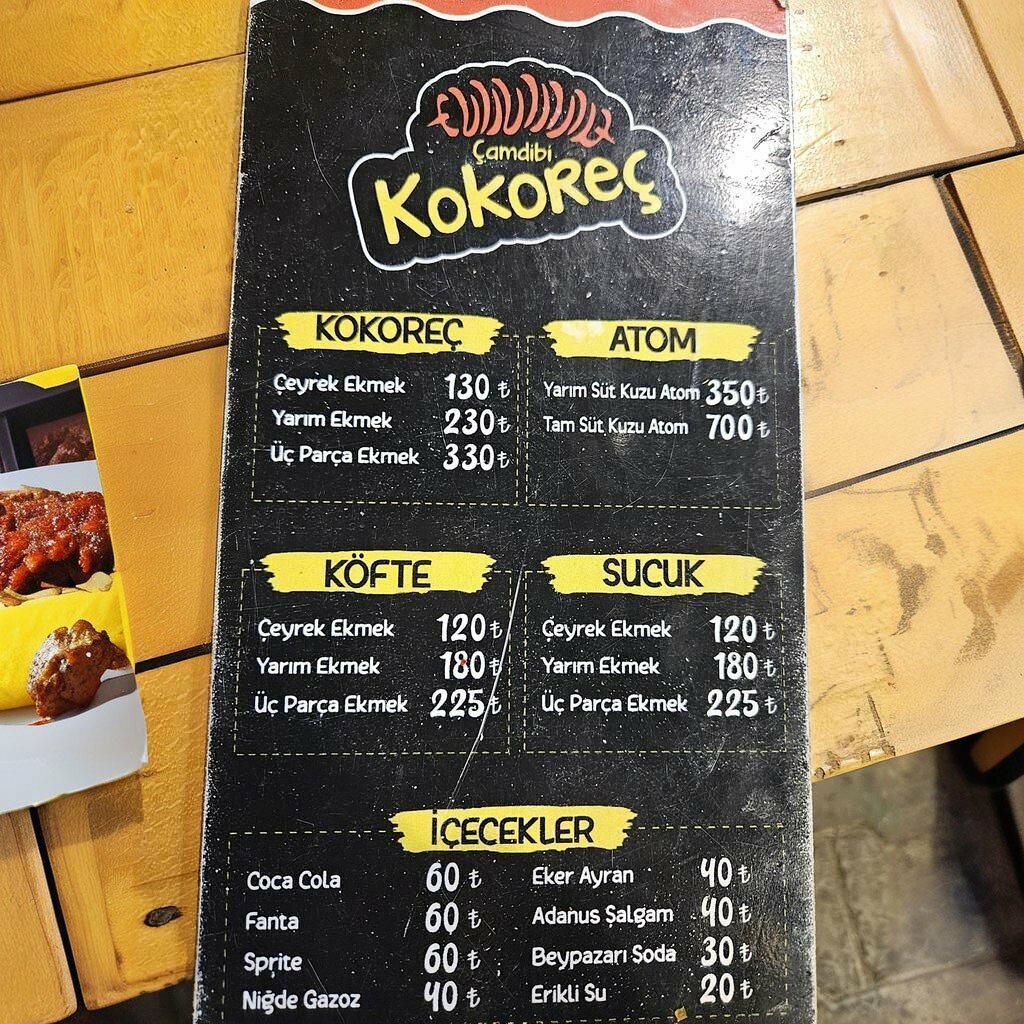 Çamdibi
Kokoreç
KOKOREÇ
Çeyrek Ekmek 130 ₺
Yarım Ekmek 230 ₺
Üç Parça Ekmek 330 ₺
ATOM
Yarım Süt Kuzu Atom 350 ₺
Tam Süt Kuzu Atom 700 ₺
KÖFTE
Çeyrek Ekmek 120 ₺
Yarım Ekmek 180 ₺
Üç Parça Ekmek 225 ₺
SUCUK
Çeyrek Ekmek 120 ₺
Yarım Ekmek 180 ₺
Üç Parça Ekmek 225 ₺
İÇECEKLER
Coca Cola 60 ₺
Fanta 60 ₺
Sprite 60 ₺
Niğde Gazoz 40 ₺
Eker Ayran 40 ₺
Adanus Şalgam 40 ₺
Beypazarı Soda 30 ₺
Erikli Su 20 ₺